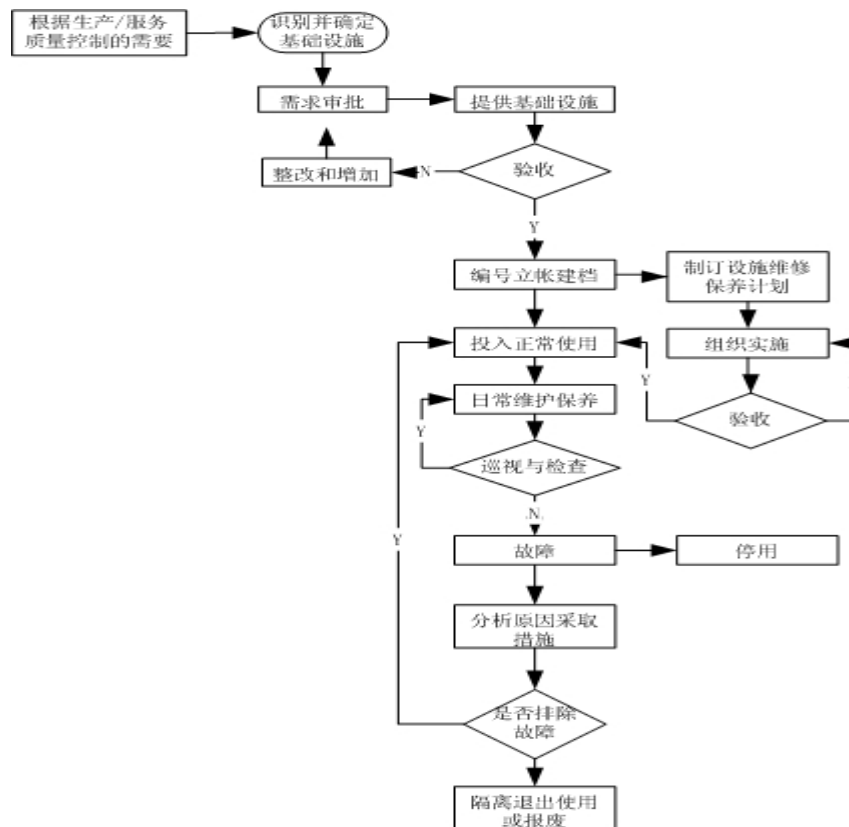 根据生产/服务
质量控制的需要
识别并确定
基础设施
需求审批
提供基础设施
整改和增加
N
验收
Y
编号立帐建档
制订设施维修
保养计划
投入正常使用
组织实施
Y
日常维护保养
验收
Y
巡视与检查
N
Y
故障
停用
分析原因采取
措施
是否排除
故障
隔离退出使用
或报废